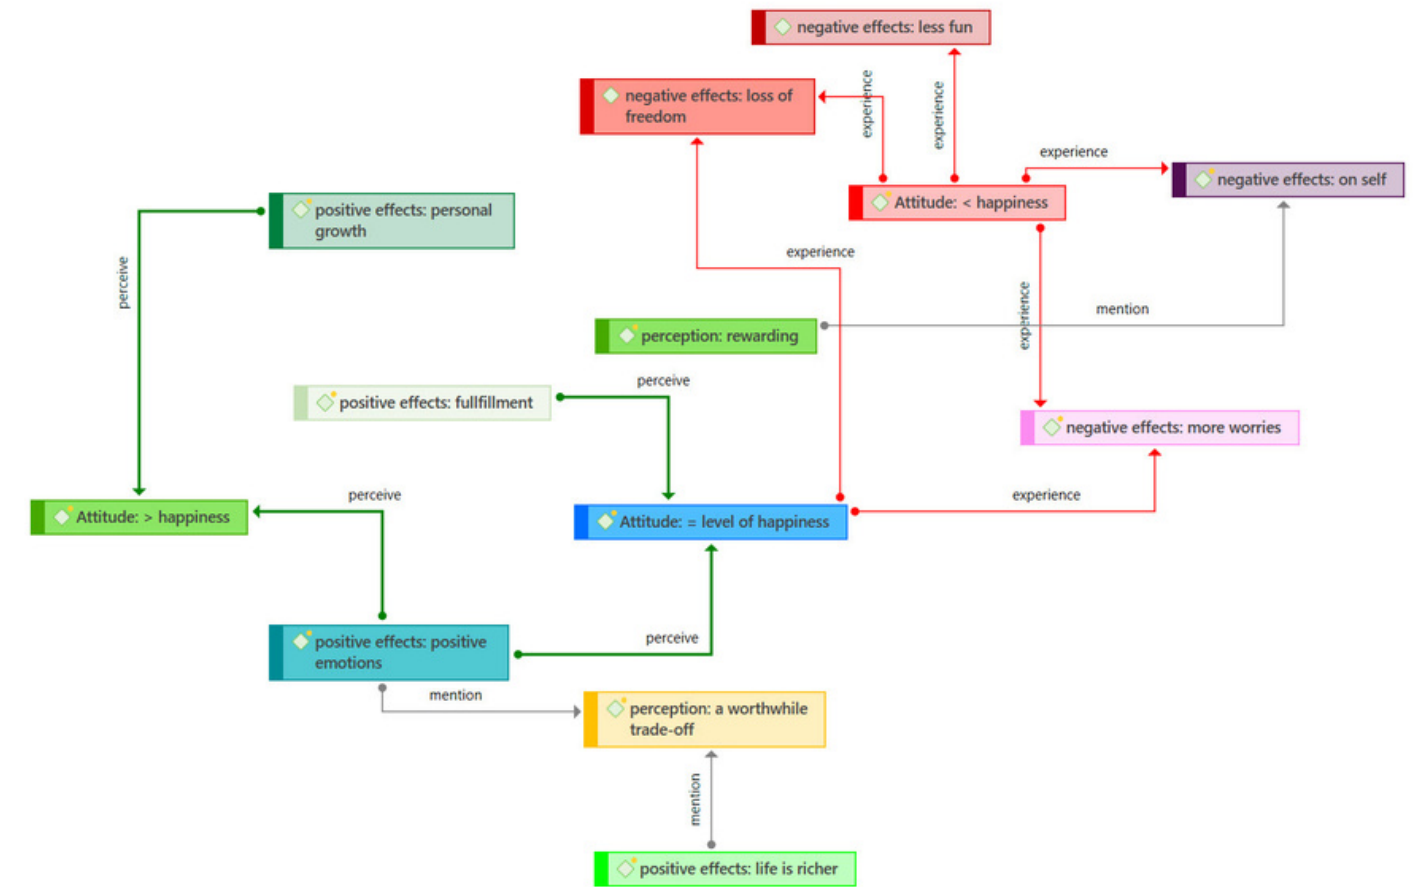 negative effects: less fun
negative effects: loss of
freedom
experience
experience
experience
negative effects: on self
Attitude: < happiness
positive effects: personal
growth
perceive
experience
experience
mention
perception: rewarding
perceive
positive effects: fullfillment
negative effects: more worries
perceive
experience
Attitude: > happiness
Attitude: = level of happiness
positive effects: positive
emotions
perceive
mention
perception: a worthwhile
trade-off
mention
positive effects: life is richer